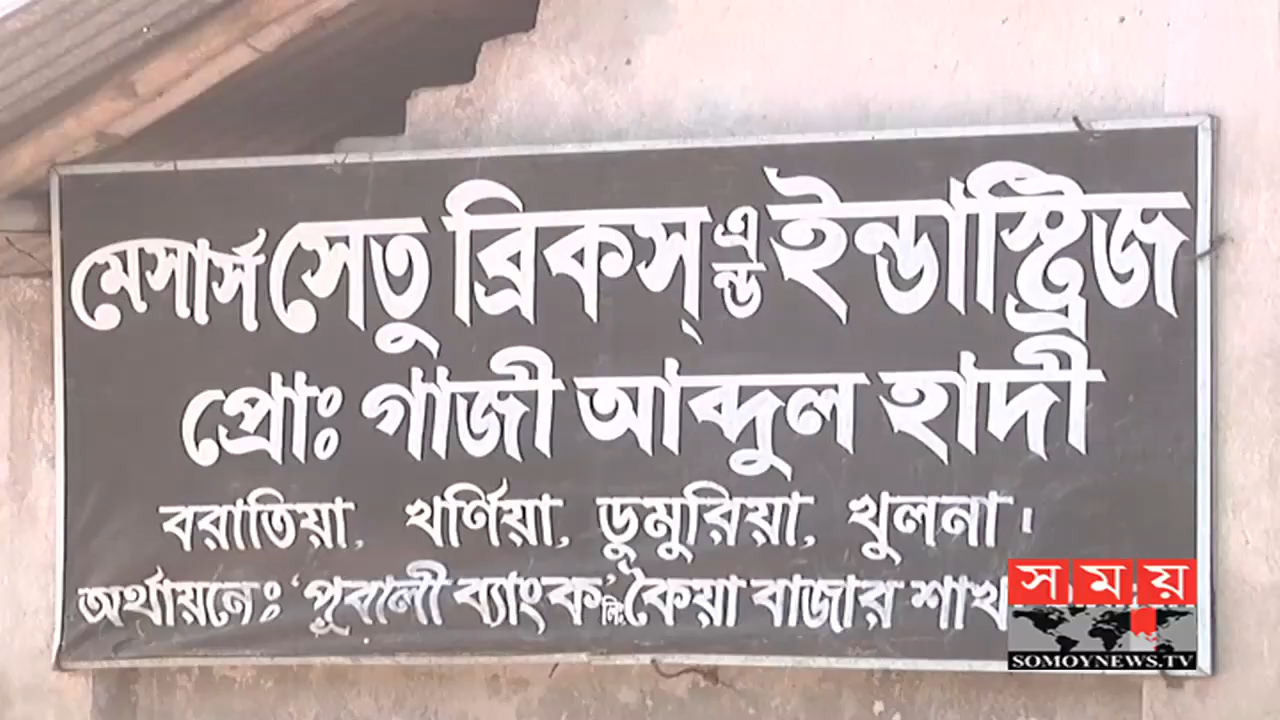 মেসার্স সেতু ব্রিকস্ এন্ড ইন্ডাস্ট্রিজ
প্রোঃ গাজী আব্দুল হাদী
বরাতিয়া, খর্ণিয়া, ডুমুরিয়া, খুলনা।
অর্থায়নেঃ ‘পূবালী ব্যাংক’ লিঃ কৈয়া বাজার
সময়
SOMOYNEWS.TV